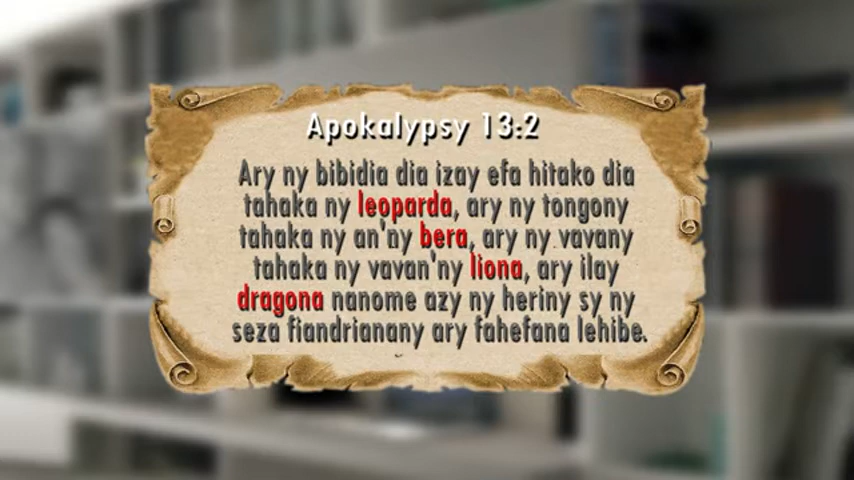 Apokalypsy 13:2
Ary ny bibidia dia izay efa hitako dia
tahaka ny leoparda, ary ny tongony
tahaka ny an'ny bera, ary ny vavany
tahaka ny vavan'ny liona, ary ilay
dragona nanome azy ny heriny sy ny
seza fiandrianany ary fahefana lehibe.